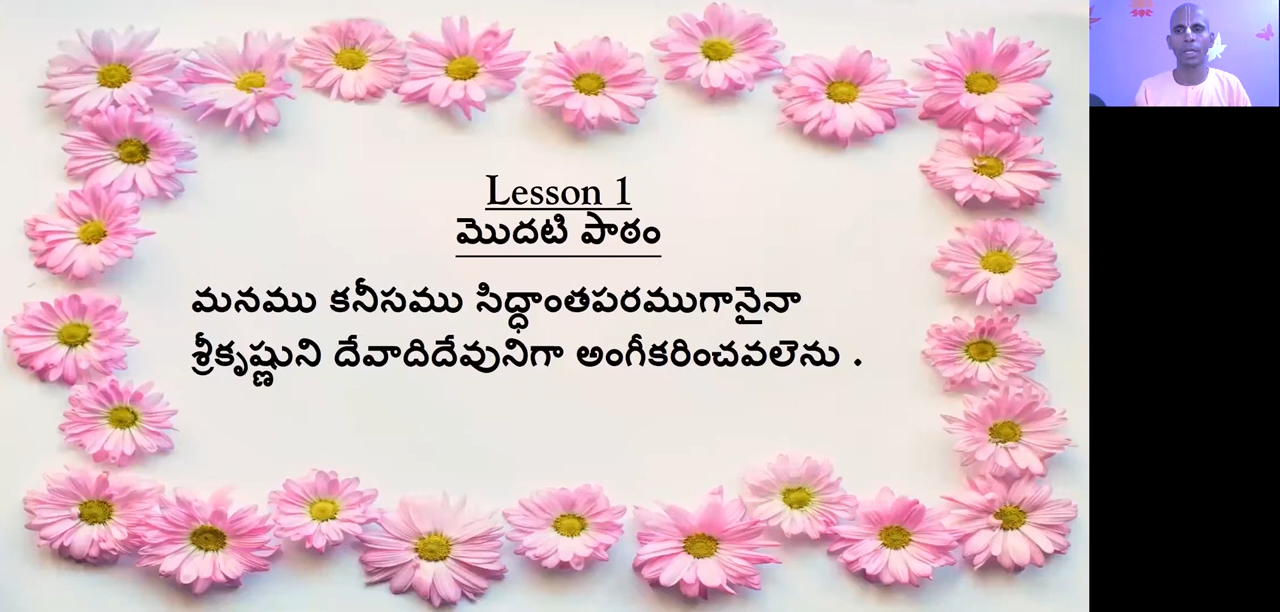 Lesson 1
మొదటి పాఠం
మనము కనీసము సిద్ధాంతపరముగానైనా
శ్రీకృష్ణుని దేవాదిదేవునిగా అంగీకరించవలెను .